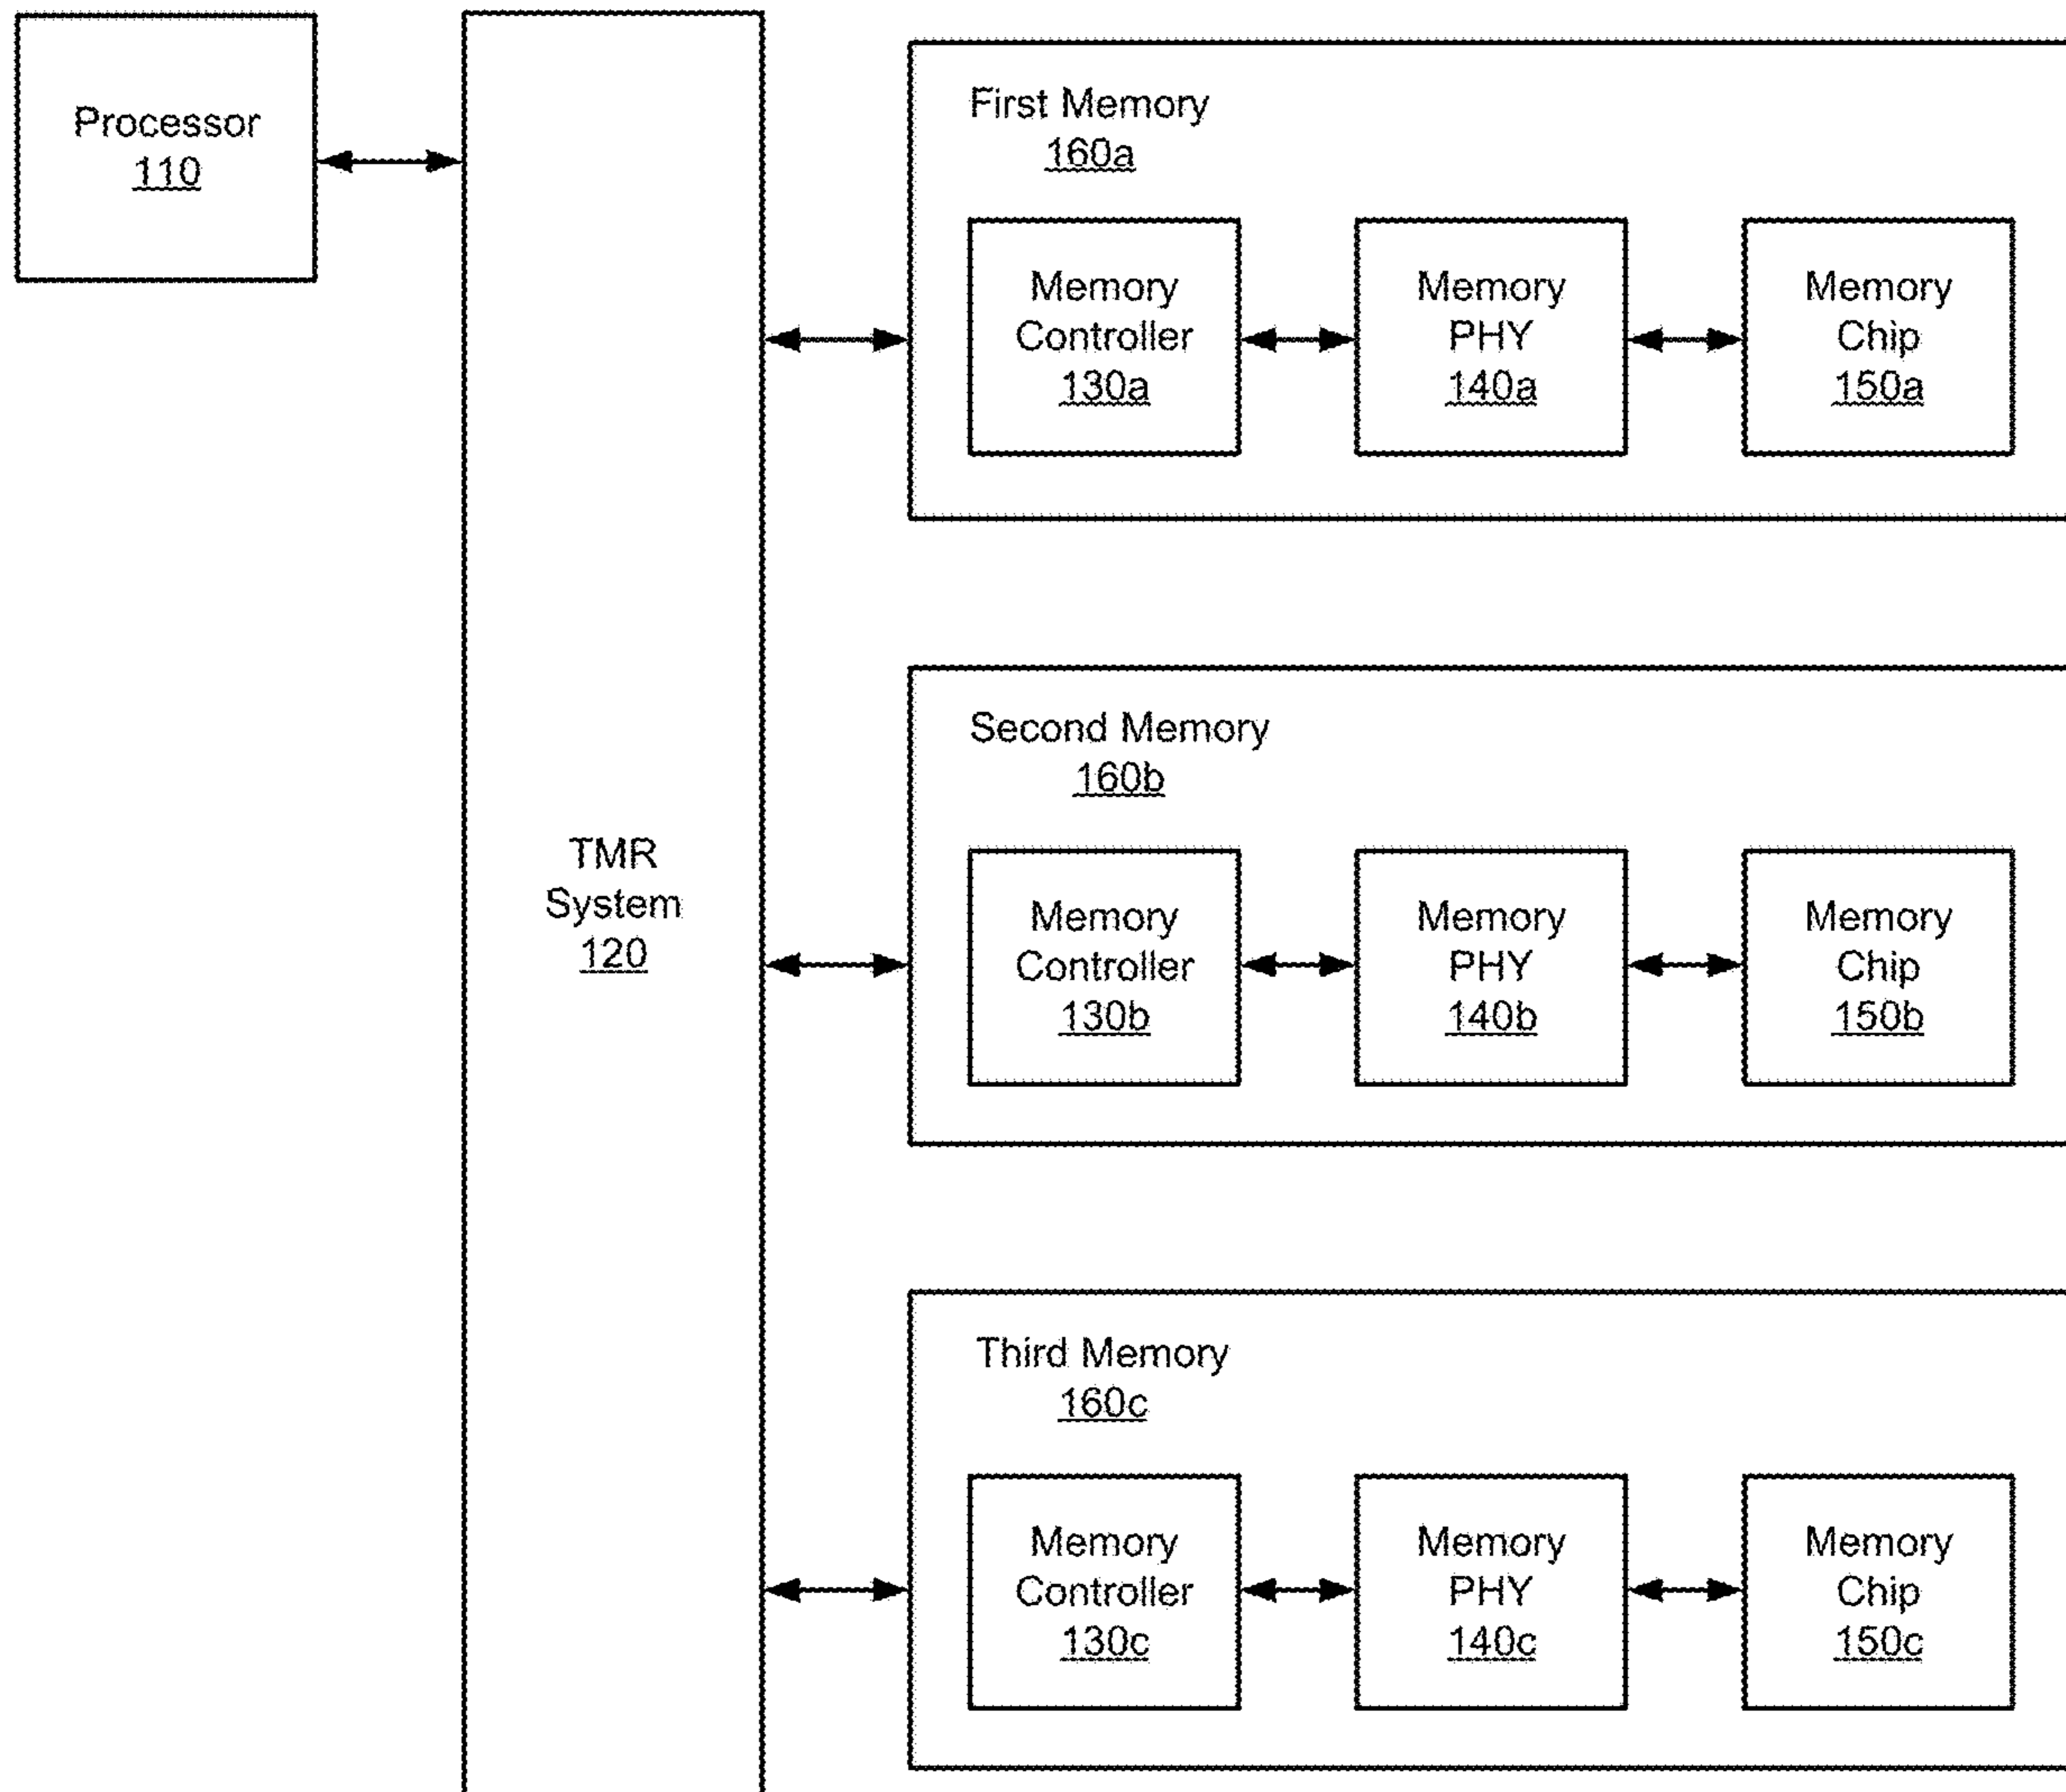 Processor
110
First Memory
160a
Memory
Controller
130a
Memory
PHY
140a
Memory
Chip
150a
TMR
System
120
Second Memory
160b
Memory
Controller
130b
Memory
PHY
140b
Memory
Chip
150b
Third Memory
160c
Memory
Controller
130c
Memory
PHY
140c
Memory
Chip
150c